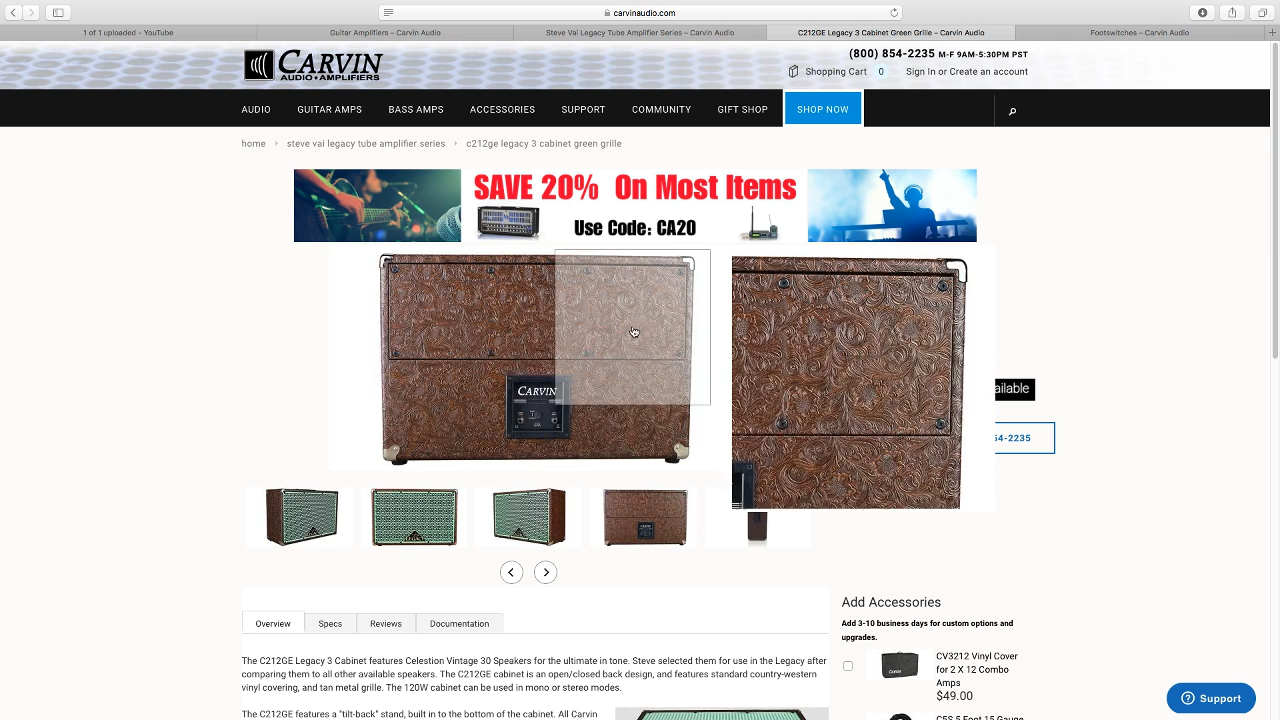 carvinaudio.com
1 of 1 uploaded - YouTube
Guitar Amplifiers – Carvin Audio
Steve Vai Legacy Tube Amplifier Series – Carvin Audio
C212GE Legacy 3 Cabinet Green Grille – Carvin Audio
Footswitches – Carvin Audio
CARVIN
AUDIO•AMPLIFIERS
(800) 854-2235 M-F 9AM-5:30PM PST
Shopping Cart 0 Sign In or Create an account
AUDIO GUITAR AMPS BASS AMPS ACCESSORIES SUPPORT COMMUNITY GIFT SHOP SHOP NOW
home steve vai legacy tube amplifier series c212ge legacy 3 cabinet green grille
SAVE 20% On Most Items
Use Code: CA20
CARVIN
ailable
54-2235
CARVIN
Overview Specs Reviews Documentation
The C212GE Legacy 3 Cabinet features Celestion Vintage 30 Speakers for the ultimate in tone. Steve selected them for use in the Legacy after
comparing them to all other available speakers. The C212GE cabinet is an open/closed back design, and features standard country-western
vinyl covering, and tan metal grille. The 120W cabinet can be used in mono or stereo modes.
The C212GE features a "tilt-back" stand, built in to the bottom of the cabinet. All Carvin
Add Accessories
Add 3-10 business days for custom options and
upgrades.
CV3212 Vinyl Cover
for 2 X 12 Combo
Amps
$49.00
C5S 5 Foot 15 Gauge
Support